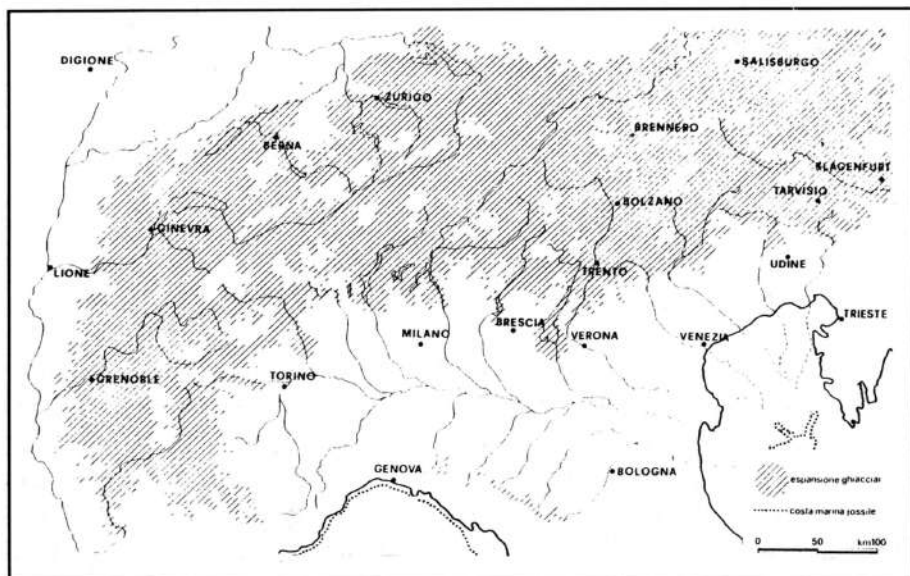 DIGIONE
SALISBURGO
ZURIGO
BRENNERO
BERNA
KLAGENFURT
TARVISIO
BOLZANO
GINEVRA
LIONE
TRENTO
UDINE
TRIESTE
MILANO
BRESCIA
VERONA
VENEZIA
GRENOBLE
TORINO
GENOVA
BOLOGNA
espansione ghiacciai
costa marina fossile
0 50 km100